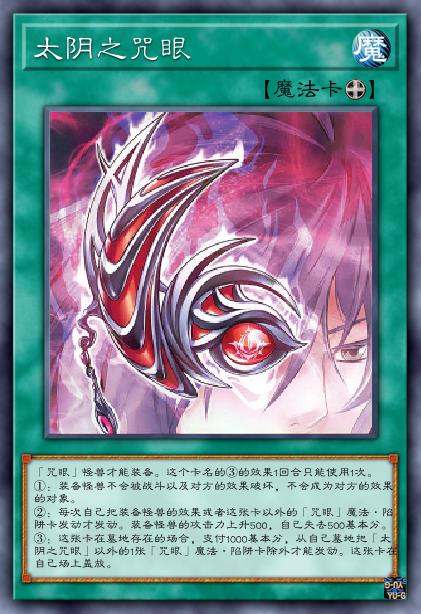 太阴之咒眼
魔
【魔法卡】
「咒眼」怪兽才能装备。这个卡名的③的效果1回合只能使用1次。
①：装备怪兽不会被战斗以及对方的效果破坏，不会成为对方的效果
的对象。
②：每次自己把装备怪兽的效果或者这张卡以外的「咒眼」魔法·陷
阱卡发动才发动。装备怪兽的攻击力上升500，自己失去500基本分。
③：这张卡在墓地存在的场合，支付1000基本分，从自己墓地把「太
阴之咒眼」以外的1张「咒眼」魔法·陷阱卡除外才能发动。这张卡在
自己场上盖放。